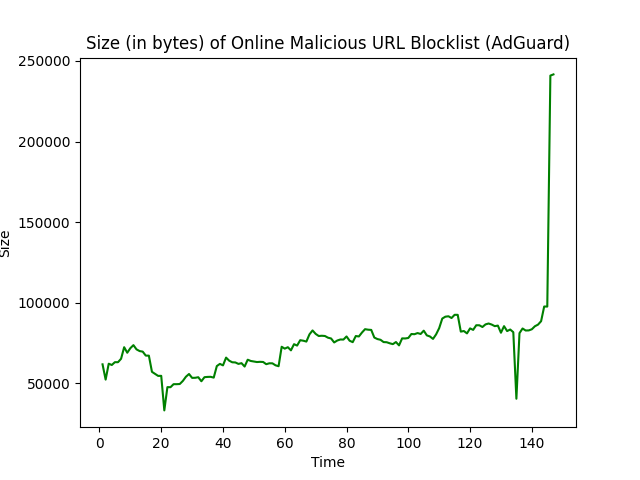 Size (in bytes) of Online Malicious URL Blocklist (AdGuard)
250000
200000
150000
100000
50000
Size
0 20 40 60 80 100 120 140
Time